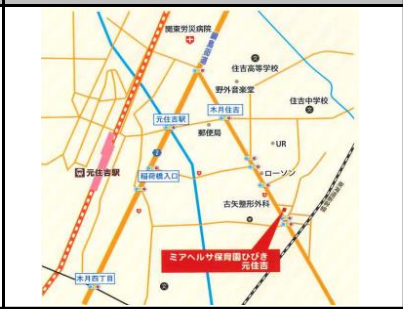 関東労災病院
住吉高等学校
野外音楽堂
住吉中学校
木月住吉
元住吉駅
郵便局
UR
元住吉駅
稲荷橋入口
ローソン
古矢整形外科
ミアヘルサ保育園ひびき
元住吉
木月四丁目